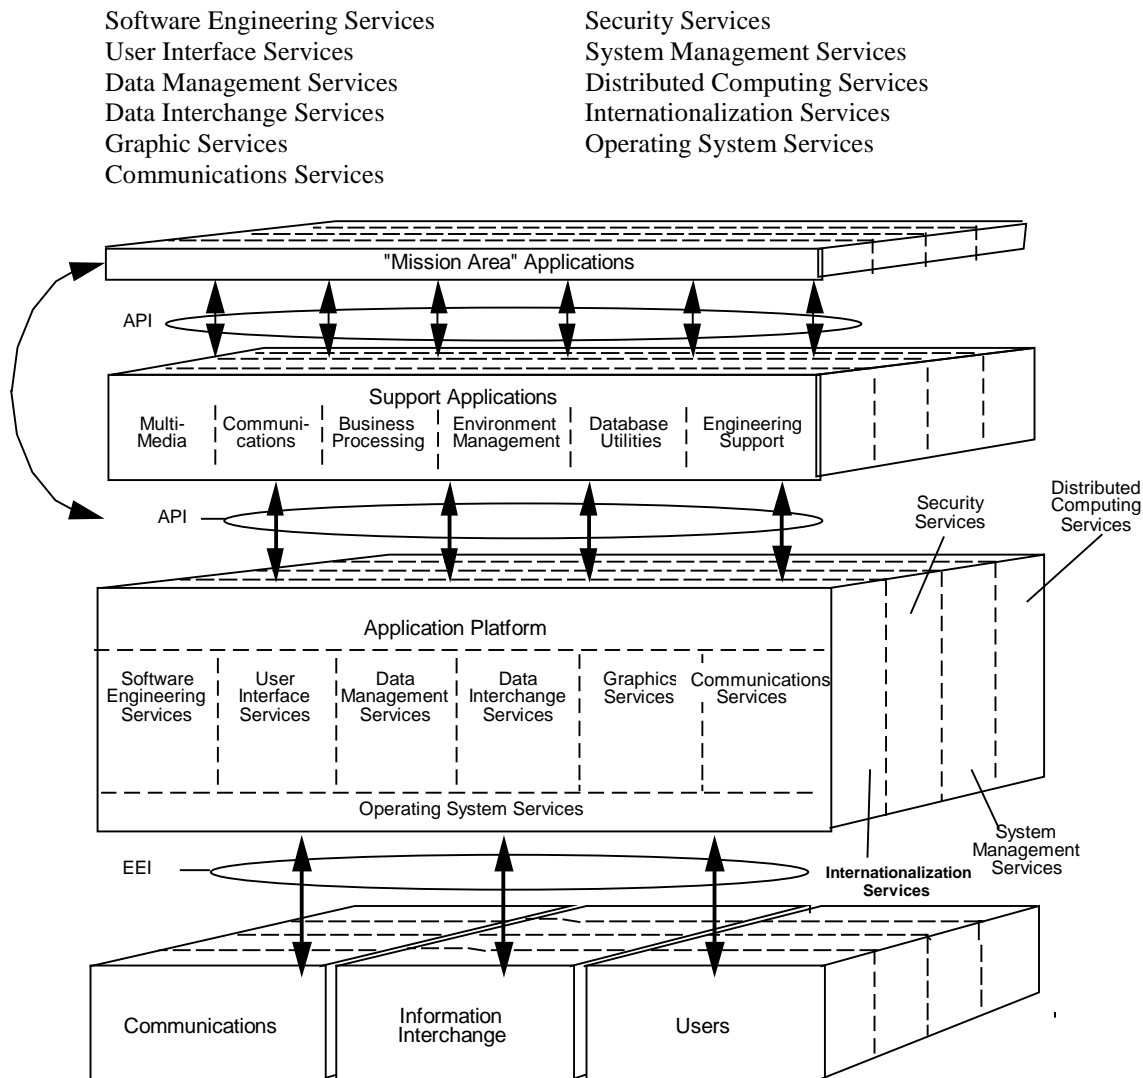 Software Engineering Services
User Interface Services
Data Management Services
Data Interchange Services
Graphic Services
Communications Services
Security Services
System Management Services
Distributed Computing Services
Internationalization Services
Operating System Services
"Mission Area" Applications
API
Support Applications
Multi-
Media
Communi-
cations
Business
Processing
Environment
Management
Database
Utilities
Engineering
Support
API
Security
Services
Distributed
Computing
Services
Application Platform
Software
Engineering
Services
User
Interface
Services
Data
Management
Services
Data
Interchange
Services
Graphics
Services
Communications
Services
Operating System Services
EEI
Internationalization
Services
System
Management
Services
Communications
Information
Interchange
Users